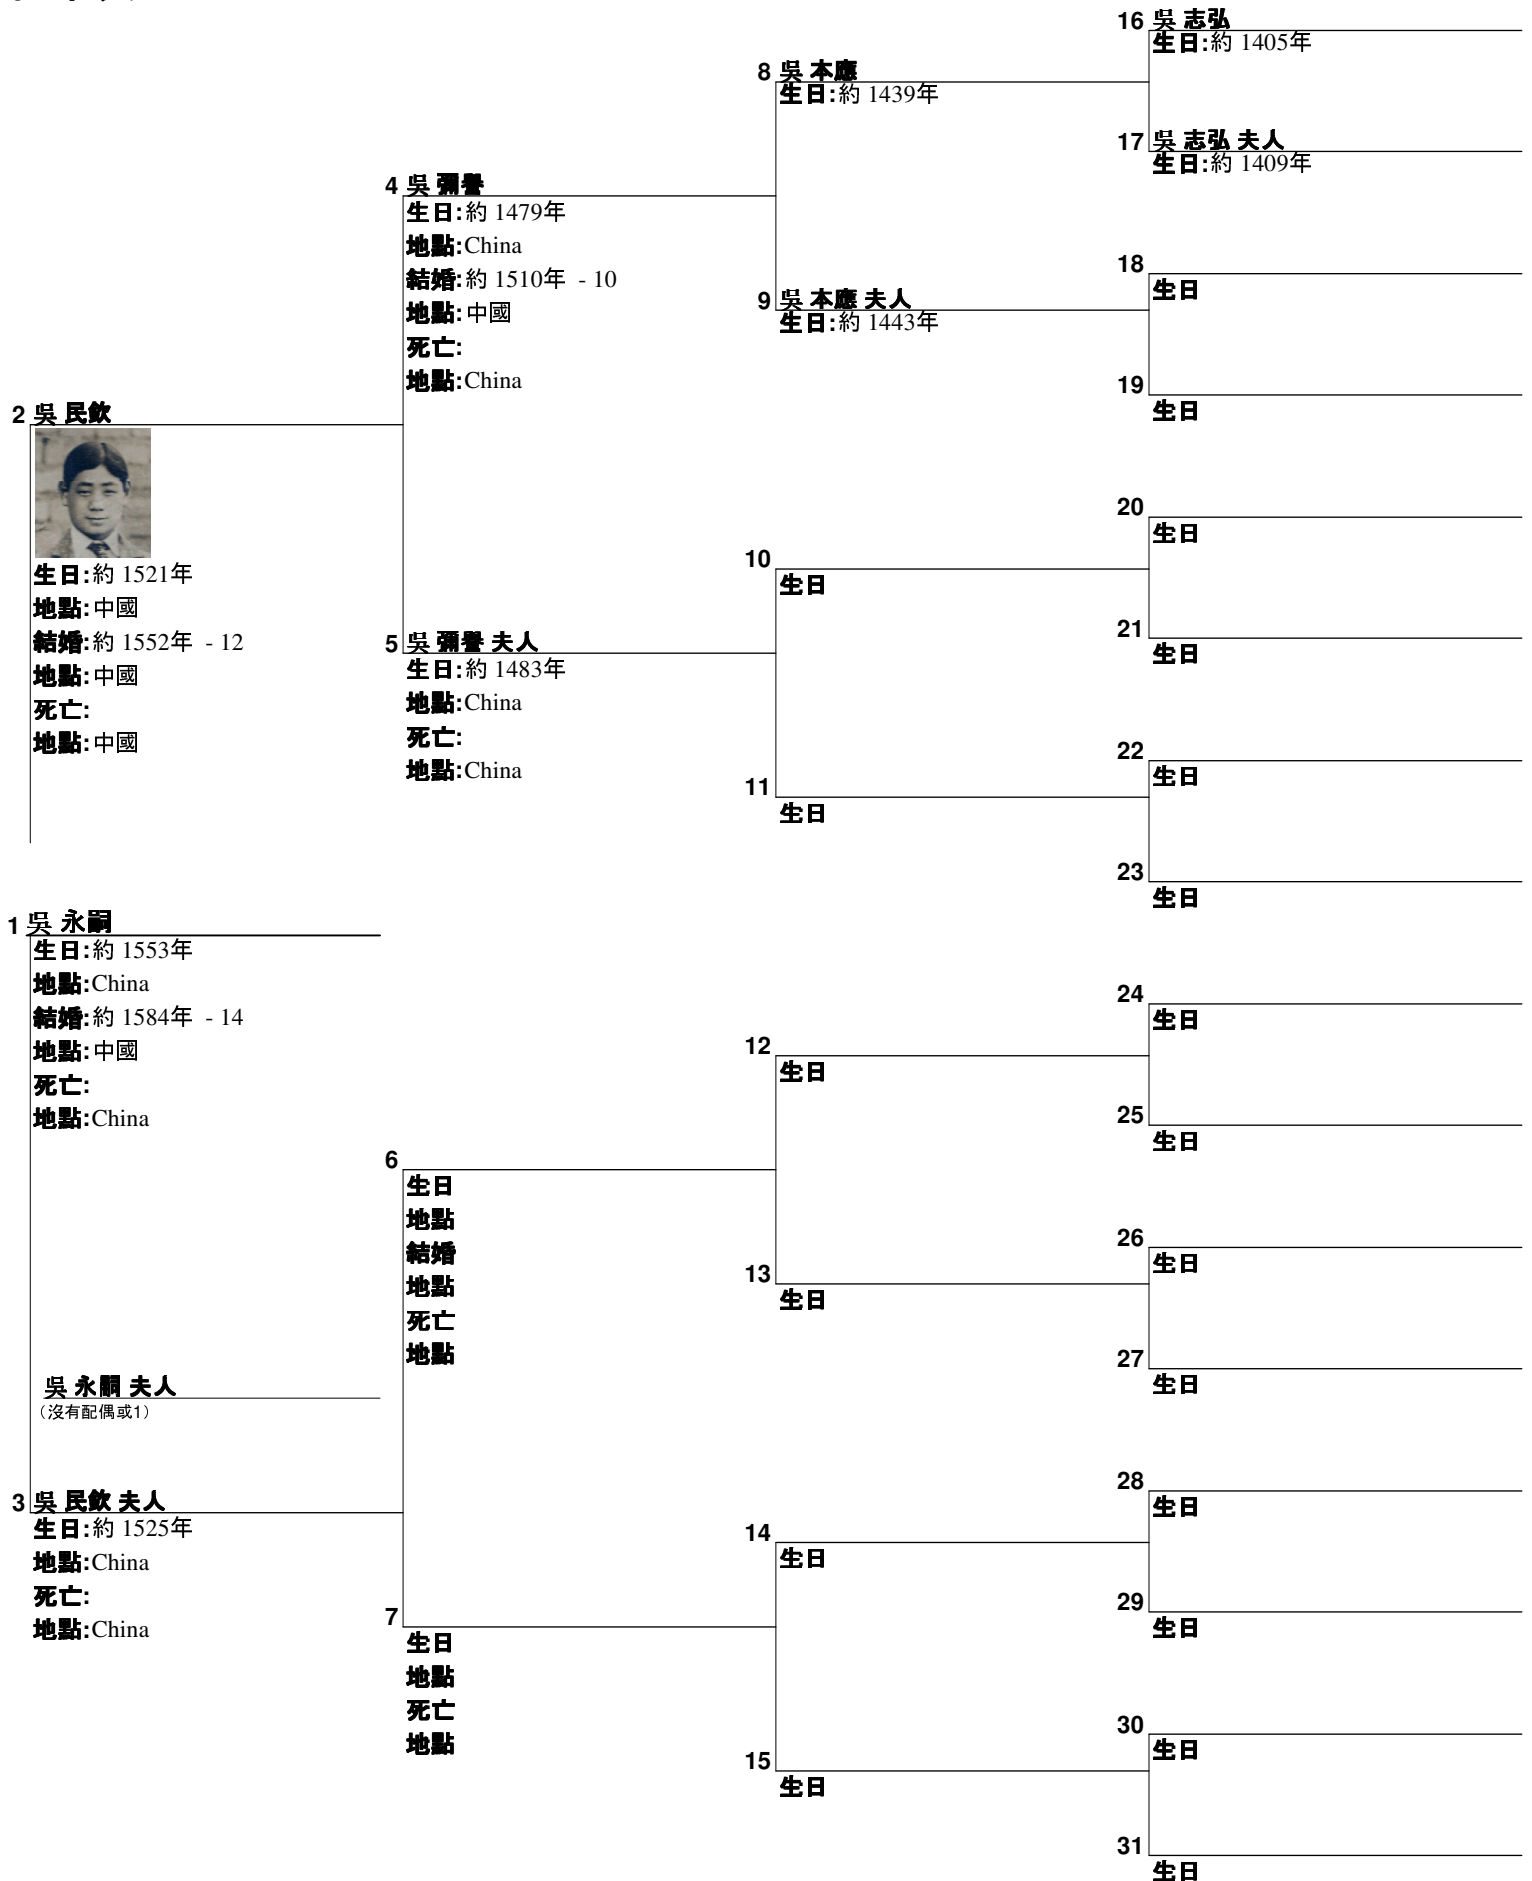 16 吳 志弘
生日:約 1405年
8 吳 本應
生日:約 1439年
17 吳 志弘 夫人
生日:約 1409年
4 吳 彌譽
生日:約 1479年
地點:China
結婚:約 1510年 - 10
地點:中國
死亡:
地點:China
18
生日
9 吳 本應 夫人
生日:約 1443年
19
生日
2 吳 民欽
生日:約 1521年
地點:中國
結婚:約 1552年 - 12
地點:中國
死亡:
地點:中國
20
生日
10
生日
21
生日
5 吳 彌譽 夫人
生日:約 1483年
地點:China
死亡:
地點:China
22
生日
11
生日
23
生日
1 吳 永嗣
生日:約 1553年
地點:China
結婚:約 1584年 - 14
地點:中國
死亡:
地點:China
24
生日
12
生日
25
生日
6
生日
地點
結婚
地點
死亡
地點
26
生日
13
生日
27
生日
吳 永嗣 夫人
(沒有配偶或1)
3 吳 民欽 夫人
生日:約 1525年
地點:China
死亡:
地點:China
28
生日
14
生日
29
生日
7
生日
地點
死亡
地點
30
生日
15
生日
31
生日